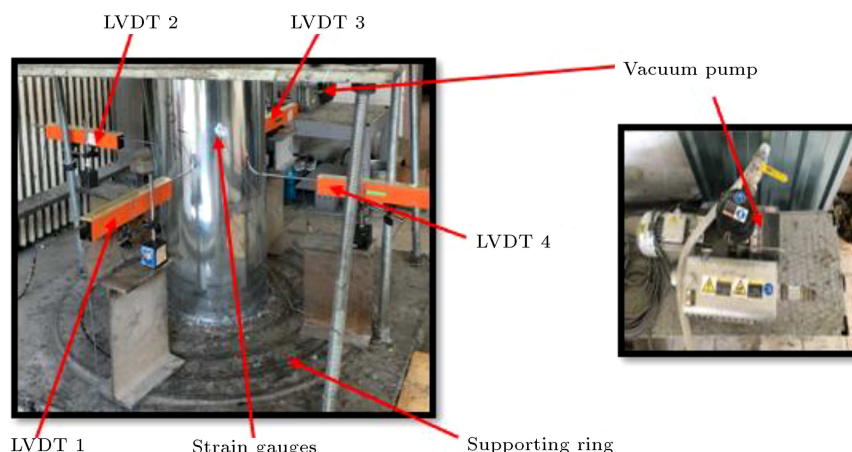 LVDT 2
LVDT 3
Vacuum pump
LVDT 4
LVDT 1
Strain gauges
Supporting ring